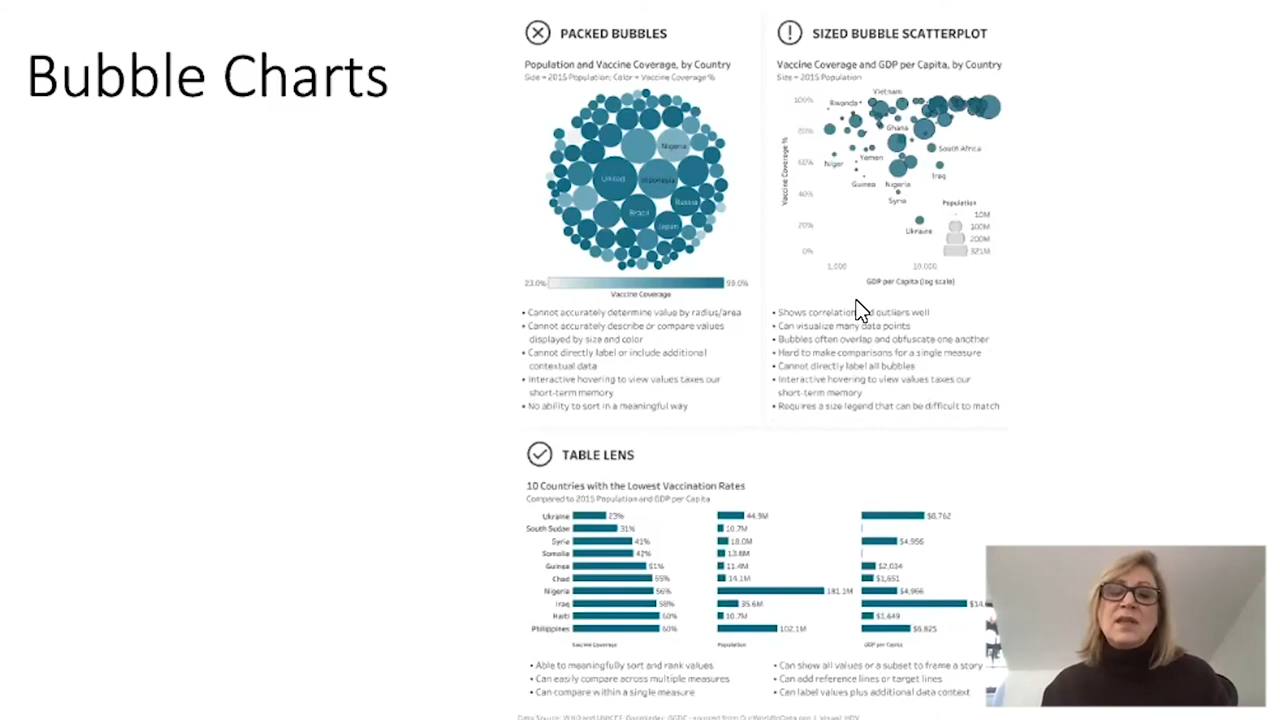 Bubble Charts
PACKED BUBBLES
Population and Vaccine Coverage, by Country
Size = 2015 Population; Color = Vaccine Coverage %
Nigeria
United
Indonesia
Russia
Brazil
Japan
23.0%
99.0%
Vaccine Coverage
• Cannot accurately determine value by radius/area
• Cannot accurately describe or compare values
displayed by size and color
• Cannot directly label or include additional
contextual data
• Interactive hovering to view values taxes our
short-term memory
• No ability to sort in a meaningful way
SIZED BUBBLE SCATTERPLOT
Vaccine Coverage and GDP per Capita, by Country
Size = 2015 Population
Vaccine Coverage %
100%
80%
60%
40%
20%
0%
Vietnam
Rwanda
Ghana
South Africa
Niger
Yemen
Iraq
Guinea
Nigeria
Syria
Ukraine
Population
10M
100M
200M
321M
1,000
10,000
GDP per Capita (log scale)
• Shows correlation outliers well
• Can visualize many data points
• Bubbles often overlap and obfuscate one another
• Hard to make comparisons for a single measure
• Cannot directly label all bubbles
• Interactive hovering to view values taxes our
short-term memory
• Requires a size legend that can be difficult to match
TABLE LENS
10 Countries with the Lowest Vaccination Rates
Compared to 2015 Population and GDP per Capita
Ukraine 23% 44.9M $8,762
South Sudan 31% 10.7M
Syria 41% 18.0M $4,956
Somalia 42% 13.8M
Guinea 51% 11.4M $2,034
Chad 55% 14.1M $1,651
Nigeria 56% 181.1M $4,966
Iraq 58% 35.6M
Haiti 60% 10.7M $1,649
Philippines 60% 102.1M $6,825
Vaccine Coverage Population GDP per Capita
• Able to meaningfully sort and rank values
• Can easily compare across multiple measures
• Can compare within a single measure
• Can show all values or a subset to frame a story
• Can add reference lines or target lines
• Can label values plus additional data context